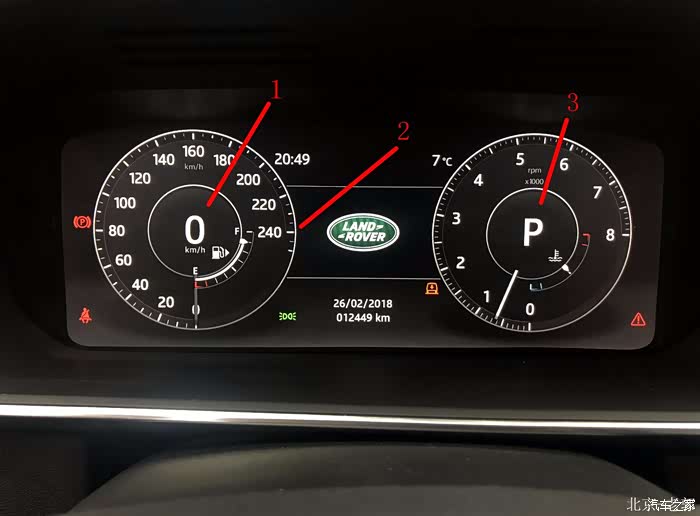 1
2
3
20:49
7°C
0 20 40 60 80 100 120 140 160 180 200 220 240
km/h
0
km/h
E
F
LAND
ROVER
26/02/2018
012449 km
0 1 2 3 4 5 6 7 8
rpm
x1000
P
汽车之家